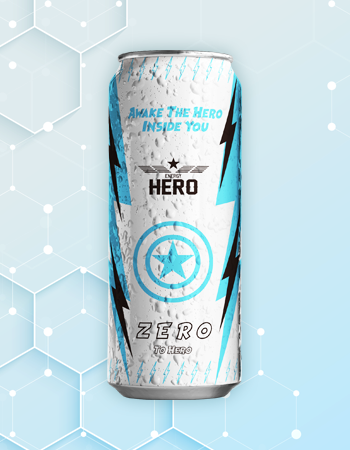 Awake The Hero
Inside You
ENERGY
HERO
ZERO
To Hero